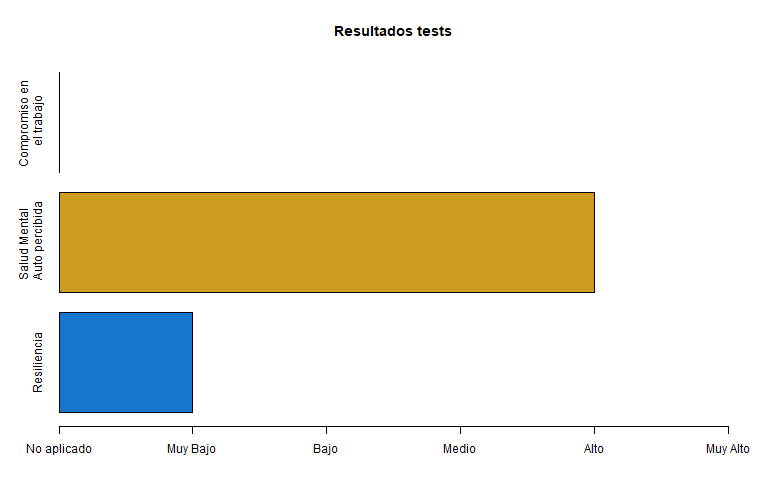 Resultados tests
Compromiso en
el trabajo
Salud Mental
Auto percibida
Resiliencia
No aplicado
Muy Bajo
Bajo
Medio
Alto
Muy Alto